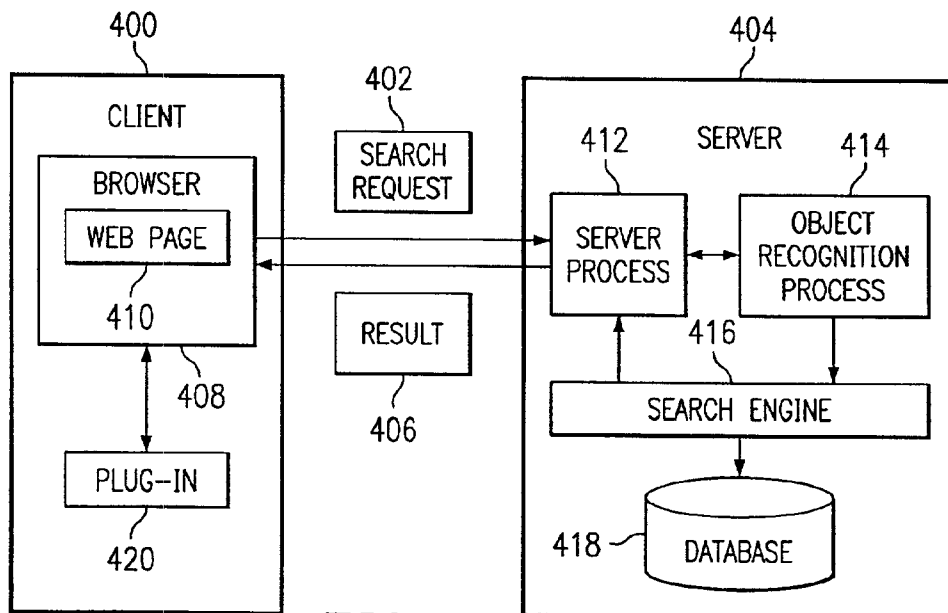 400
CLIENT
BROWSER
WEB PAGE
410
408
PLUG-IN
420
402
SEARCH
REQUEST
RESULT
406
404
SERVER
412
SERVER
PROCESS
414
OBJECT
RECOGNITION
PROCESS
416
SEARCH ENGINE
418
DATABASE